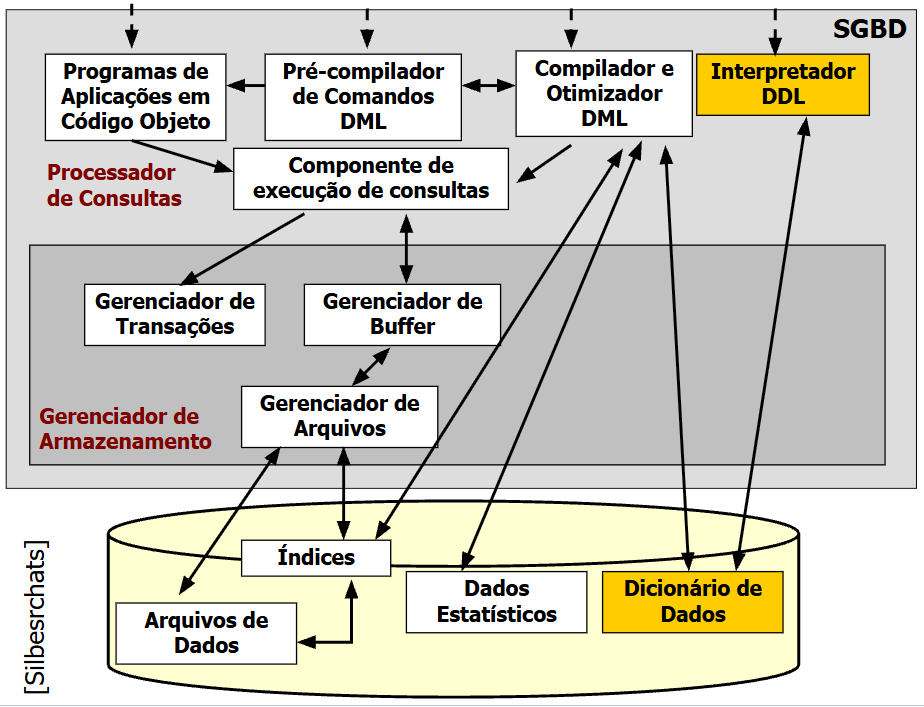 SGBD
Programas de
Aplicações em
Código Objeto
Pré-compilador
de Comandos
DML
Compilador e
Otimizador
DML
Interpretador
DDL
Processador
de Consultas
Componente de
execução de consultas
Gerenciador de
Transações
Gerenciador de
Buffer
Gerenciador de
Arquivos
Gerenciador de
Armazenamento
[Silbesrchats]
Índices
Arquivos de
Dados
Dados
Estatísticos
Dicionário de
Dados